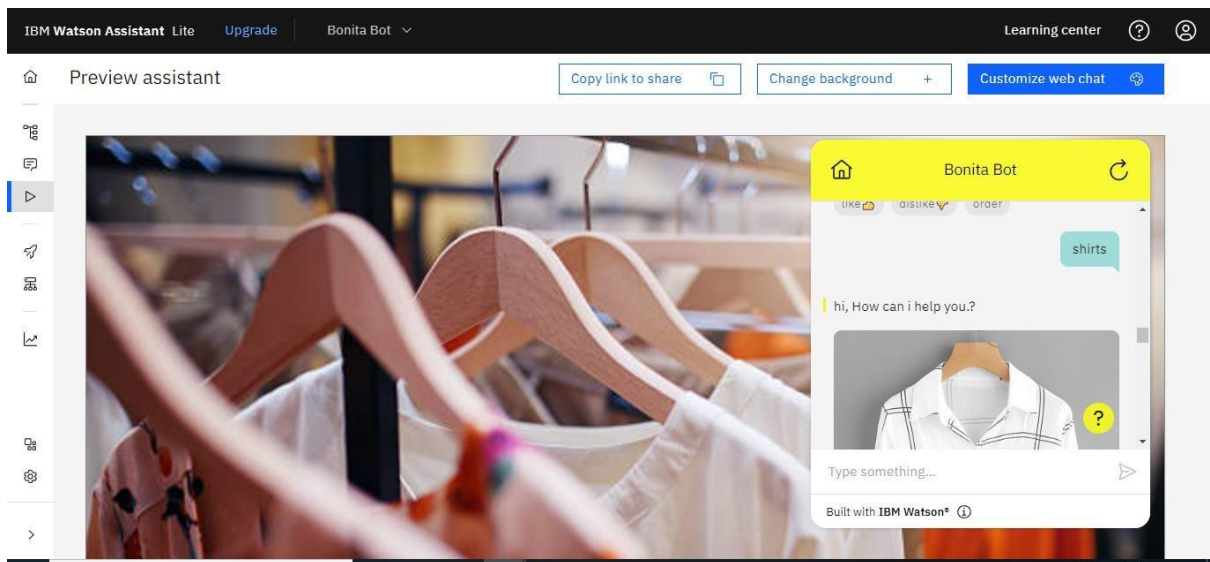 IBM Watson Assistant Lite Upgrade Bonita Bot
Learning center
Preview assistant
Copy link to share
Change background +
Customize web chat
Bonita Bot
like👍 dislike👎 order
shirts
hi, How can i help you.?
?
Type something...
Built with IBM Watson®